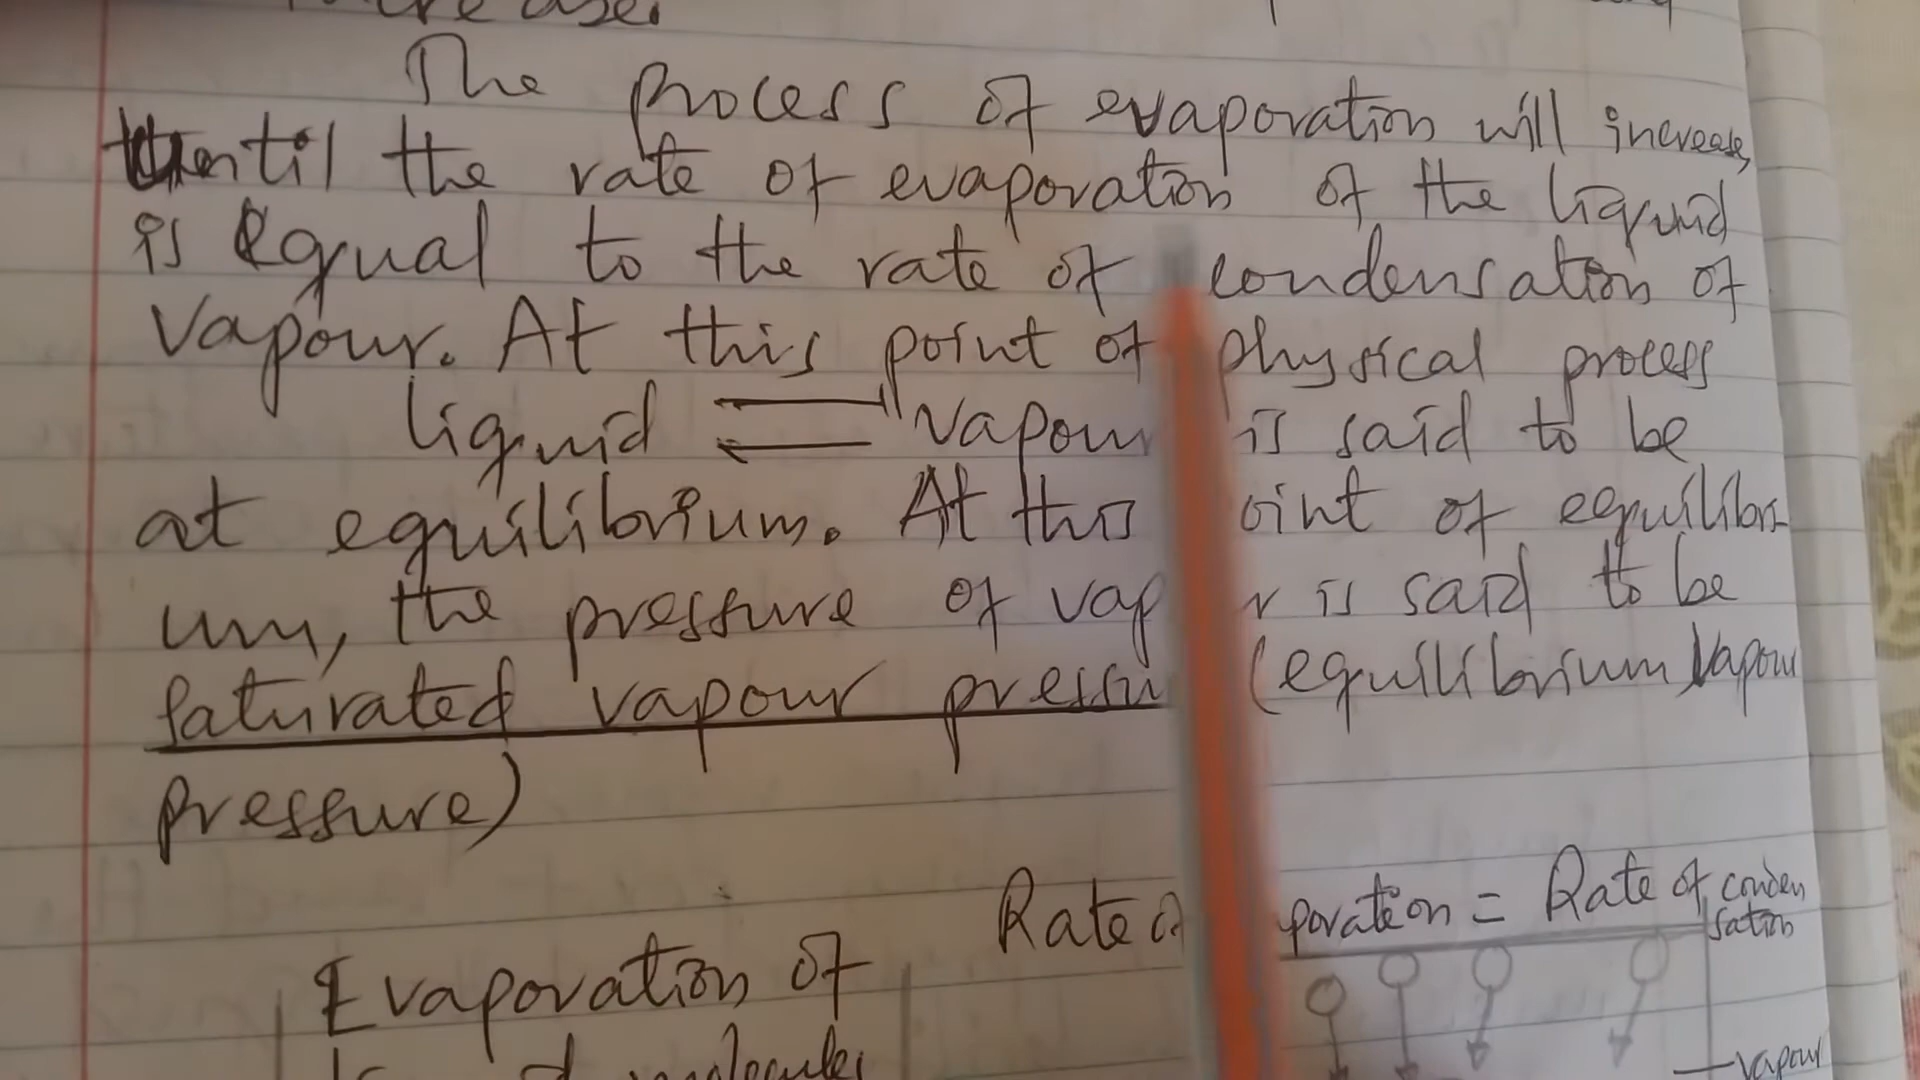 increase.
The process of evaporation will increase,
until the rate of evaporation of the liquid
is equal to the rate of condensation of
vapour. At this point of physical process
liquid ⇌ vapour is said to be
at equilibrium. At this oint of equilibri-
um, the pressure of vap r is said to be
saturated vapour pressu (equilibrium vapour
pressure)
Rate o poration = Rate of conden
sation
Evaporation of
molecules
vapour